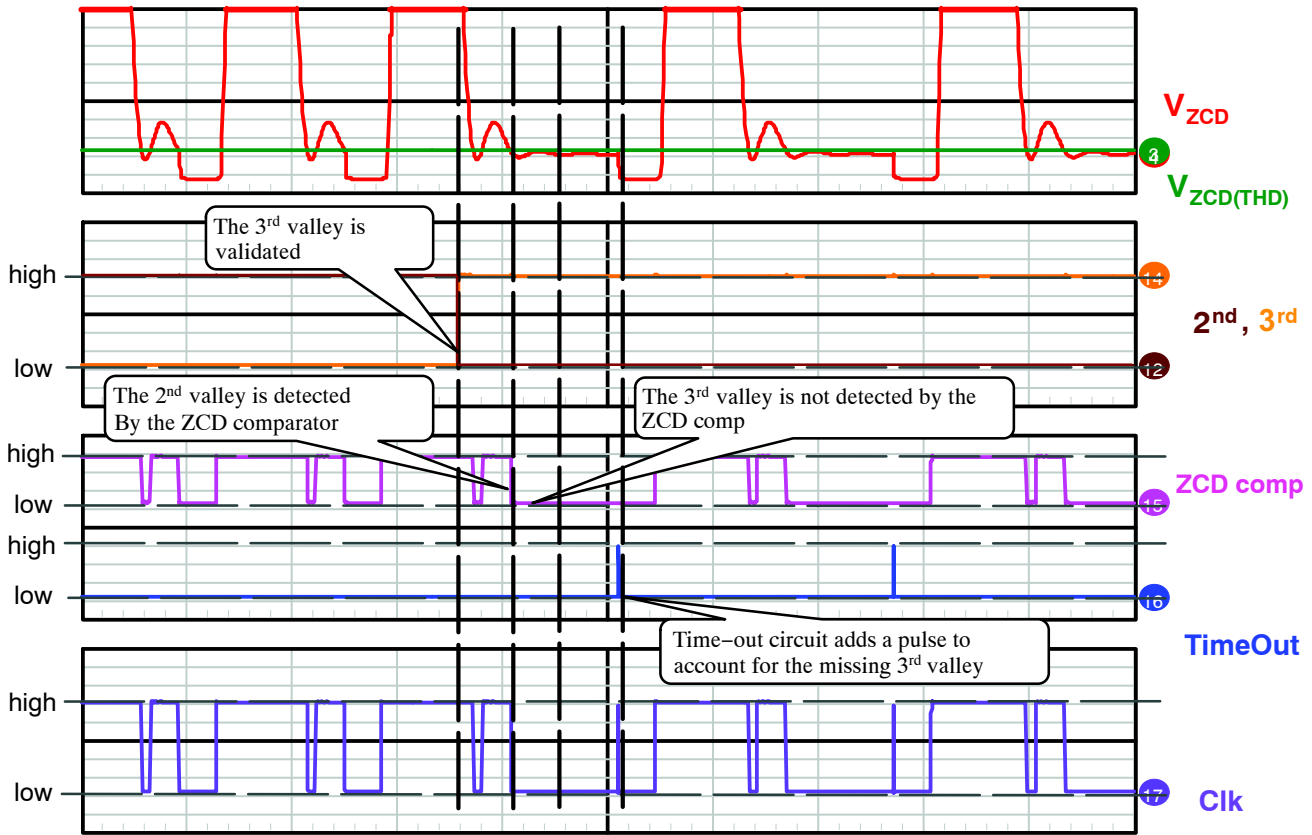 VZCD
3
4
VZCD(THD)
The 3rd valley is
validated
high
14
2nd, 3rd
low
12
The 2nd valley is detected
By the ZCD comparator
The 3rd valley is not detected by the
ZCD comp
high
ZCD comp
low
15
high
low
16
Time−out circuit adds a pulse to
account for the missing 3rd valley
TimeOut
high
low
17
Clk